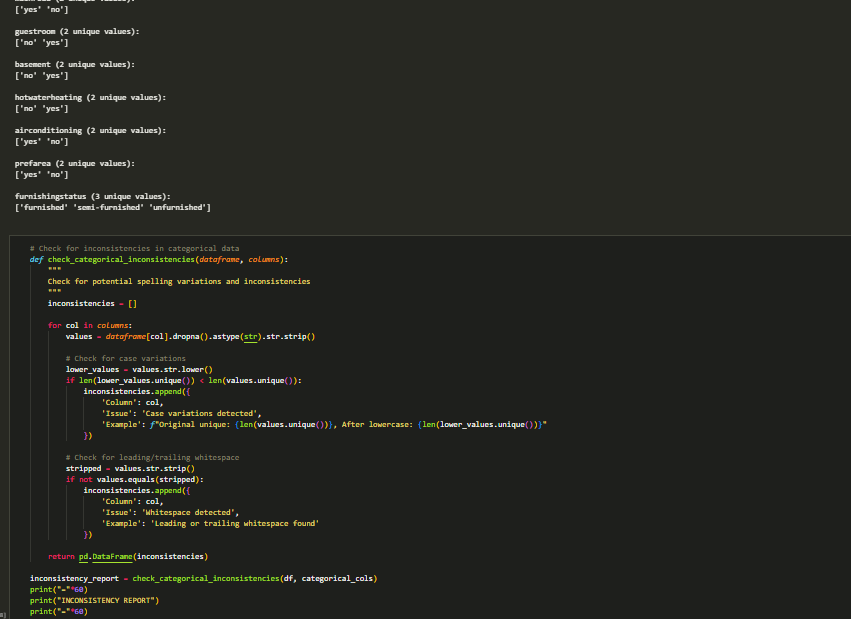 ['yes' 'no']
guestroom (2 unique values):
['no' 'yes']
basement (2 unique values):
['no' 'yes']
hotwaterheating (2 unique values):
['no' 'yes']
airconditioning (2 unique values):
['yes' 'no']
prefarea (2 unique values):
['yes' 'no']
furnishingstatus (3 unique values):
['furnished' 'semi-furnished' 'unfurnished']
# Check for inconsistencies in categorical data
def check_categorical_inconsistencies(dataframe, columns):
"""
Check for potential spelling variations and inconsistencies
"""
inconsistencies = []
for col in columns:
values = dataframe[col].dropna().astype(str).str.strip()
# Check for case variations
lower_values = values.str.lower()
if len(lower_values.unique()) < len(values.unique()):
inconsistencies.append({
'Column': col,
'Issue': 'Case variations detected',
'Example': f"Original unique: {len(values.unique())}, After lowercase: {len(lower_values.unique())}"
})
# Check for leading/trailing whitespace
stripped = values.str.strip()
if not values.equals(stripped):
inconsistencies.append({
'Column': col,
'Issue': 'Whitespace detected',
'Example': 'Leading or trailing whitespace found'
})
return pd.DataFrame(inconsistencies)
inconsistency_report = check_categorical_inconsistencies(df, categorical_cols)
print("="*60)
print("INCONSISTENCY REPORT")
print("="*60)